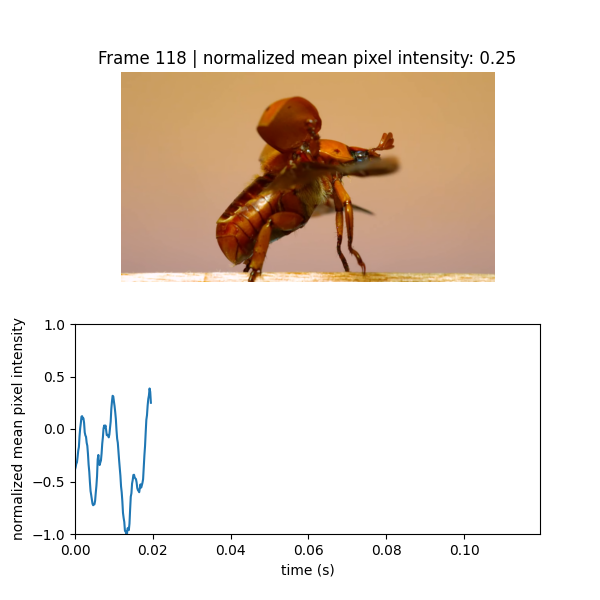 Frame 118 | normalized mean pixel intensity: 0.25
normalized mean pixel intensity
1.0
0.5
0.0
−0.5
−1.0
0.00 0.02 0.04 0.06 0.08 0.10
time (s)